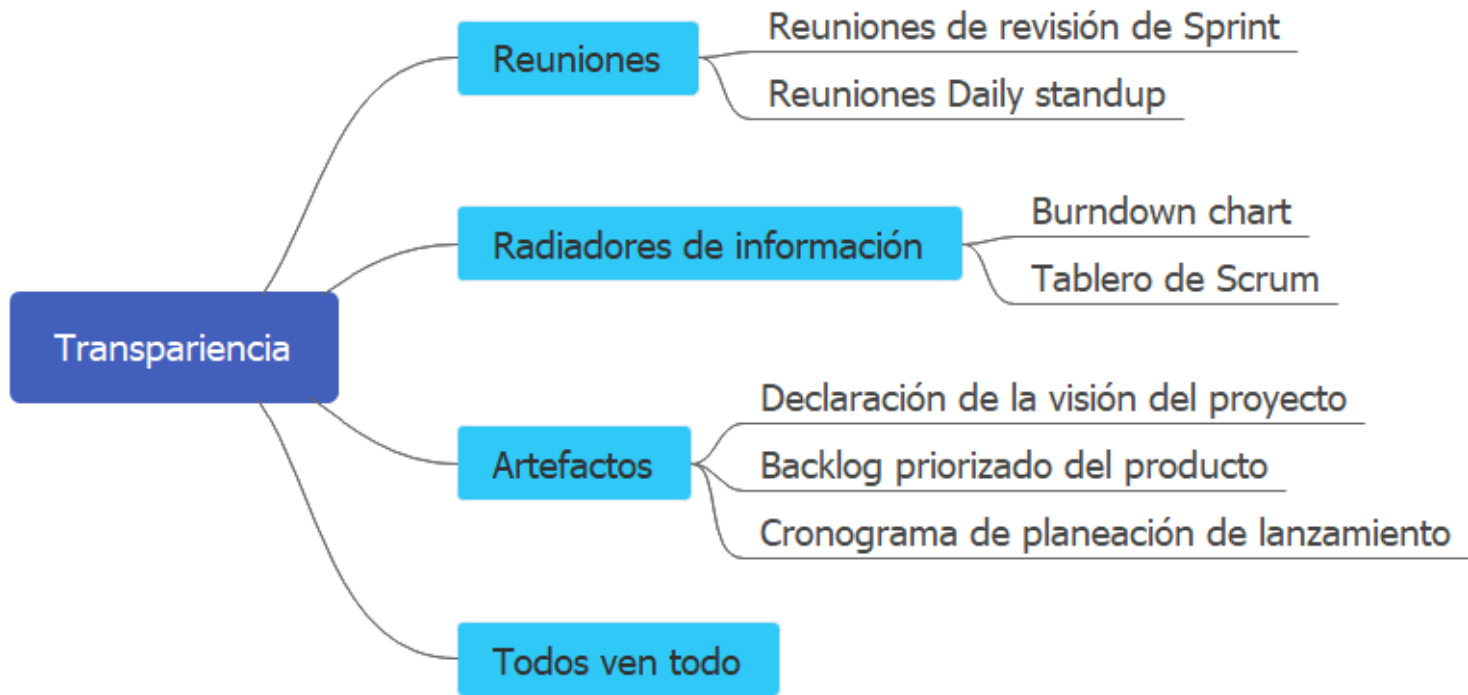 Transpariencia
Reuniones
Reuniones de revisión de Sprint
Reuniones Daily standup
Radiadores de información
Burndown chart
Tablero de Scrum
Artefactos
Declaración de la visión del proyecto
Backlog priorizado del producto
Cronograma de planeación de lanzamiento
Todos ven todo